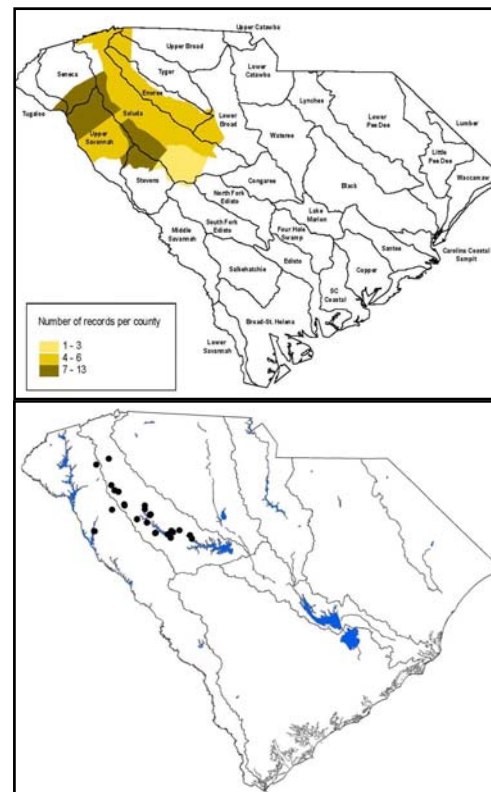 Upper Catawba
Upper Broad
Seneca
Tyger
Lower
Catawba
Lynches
Enoree
Lower
Pee Dee
Tugaloo
Saluda
Lower
Broad
Lumber
Wateree
Little
Pee Dee
Upper
Savannah
Waccamaw
Stevens
Congaree
Black
North Fork
Edisto
Lake
Marion
South Fork
Edisto
Four Hole
Swamp
Middle
Savannah
Santee
Carolina Coastal
Sampit
Edisto
Salkehatchie
Copper
SC
Coastal
Broad-St. Helena
Lower
Savannah
Number of records per county
1 - 3
4 - 6
7 - 13